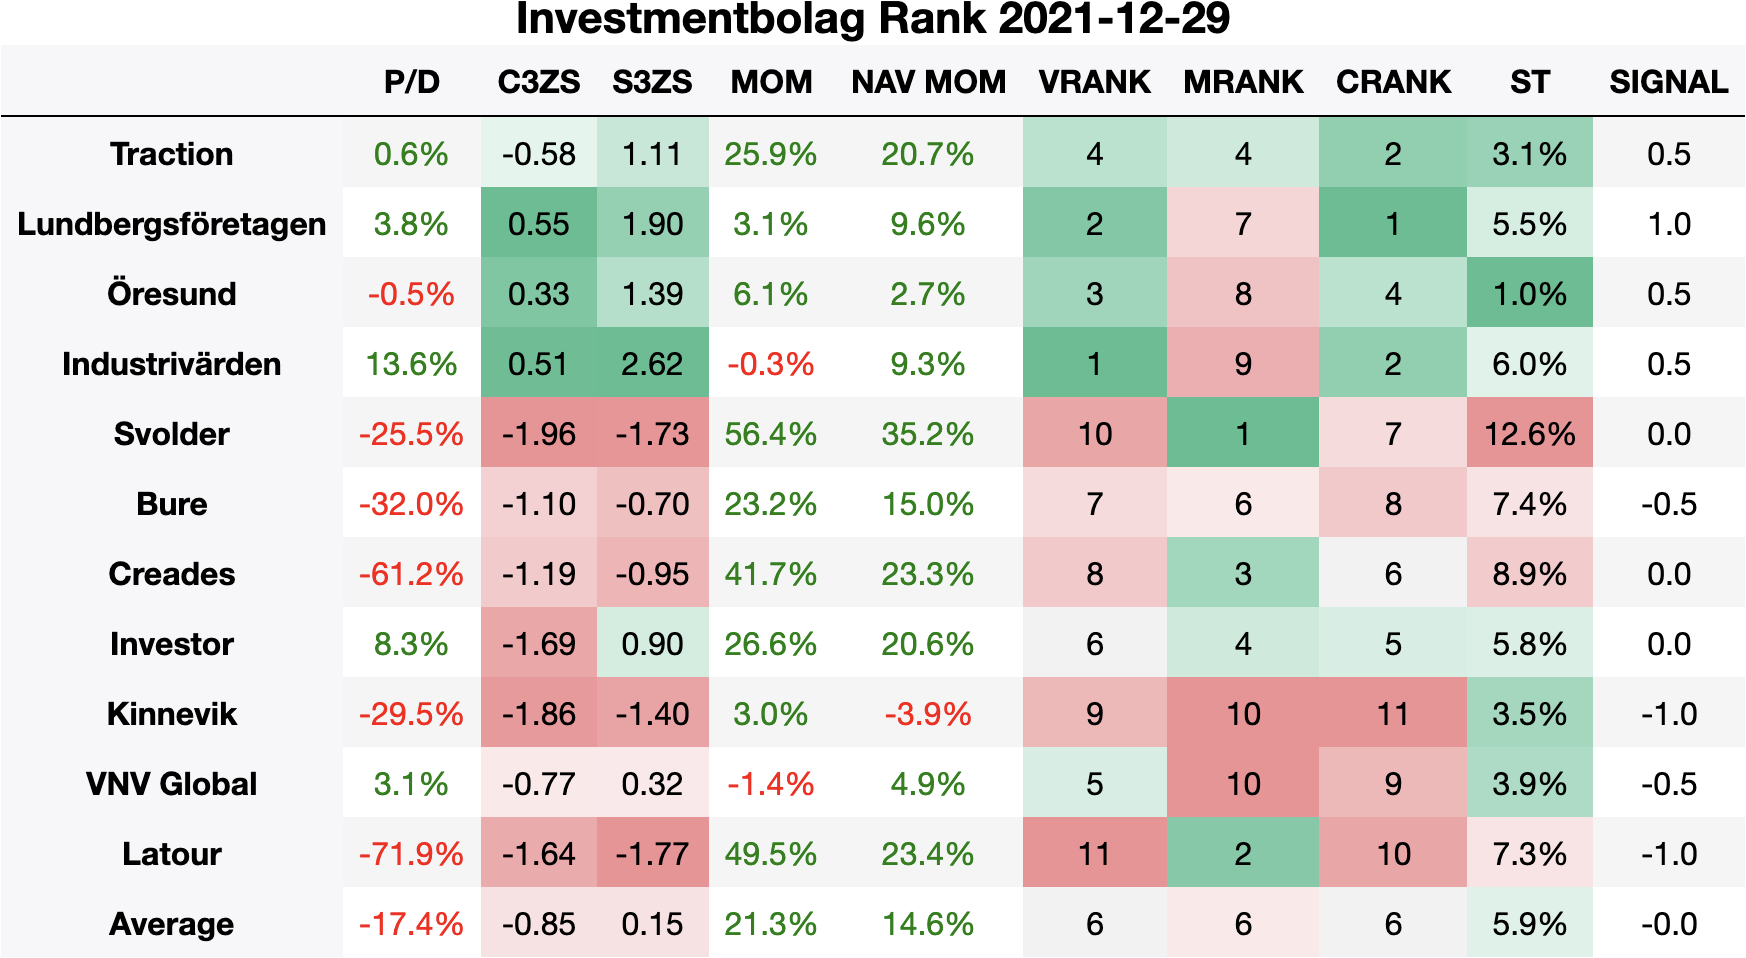 Investmentbolag Rank 2021-12-29
P/D C3ZS S3ZS MOM NAV MOM VRANK MRANK CRANK ST SIGNAL
Traction 0.6% -0.58 1.11 25.9% 20.7% 4 4 2 3.1% 0.5
Lundbergsföretagen 3.8% 0.55 1.90 3.1% 9.6% 2 7 1 5.5% 1.0
Öresund -0.5% 0.33 1.39 6.1% 2.7% 3 8 4 1.0% 0.5
Industrivärden 13.6% 0.51 2.62 -0.3% 9.3% 1 9 2 6.0% 0.5
Svolder -25.5% -1.96 -1.73 56.4% 35.2% 10 1 7 12.6% 0.0
Bure -32.0% -1.10 -0.70 23.2% 15.0% 7 6 8 7.4% -0.5
Creades -61.2% -1.19 -0.95 41.7% 23.3% 8 3 6 8.9% 0.0
Investor 8.3% -1.69 0.90 26.6% 20.6% 6 4 5 5.8% 0.0
Kinnevik -29.5% -1.86 -1.40 3.0% -3.9% 9 10 11 3.5% -1.0
VNV Global 3.1% -0.77 0.32 -1.4% 4.9% 5 10 9 3.9% -0.5
Latour -71.9% -1.64 -1.77 49.5% 23.4% 11 2 10 7.3% -1.0
Average -17.4% -0.85 0.15 21.3% 14.6% 6 6 6 5.9% -0.0